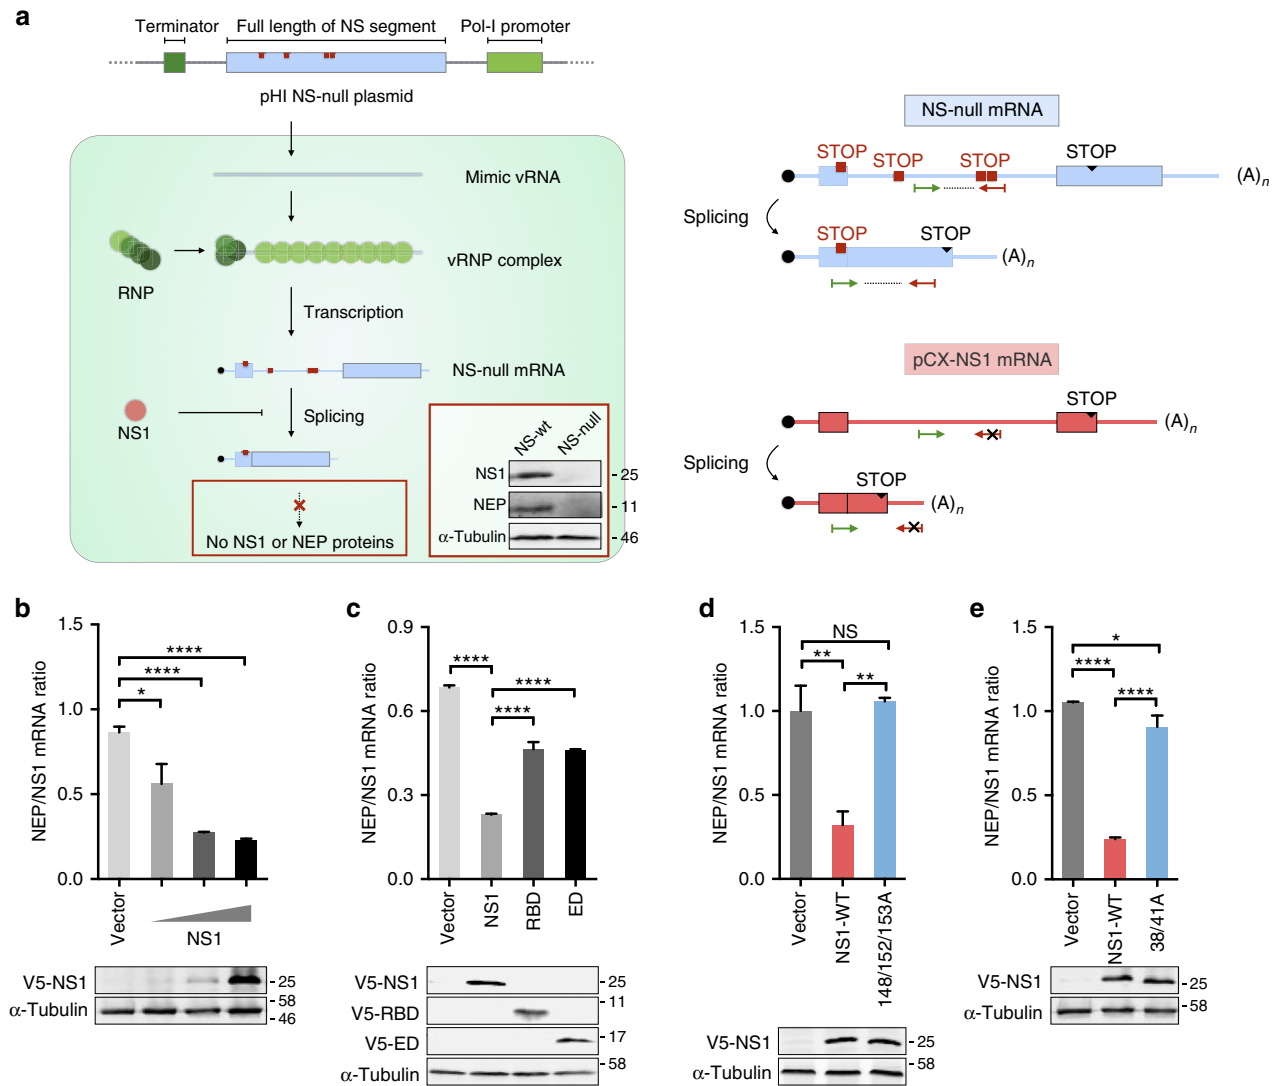 a
Terminator
Full length of NS segment
Pol-I promoter
pHI NS-null plasmid
Mimic vRNA
RNP
vRNP complex
Transcription
NS-null mRNA
NS1
Splicing
No NS1 or NEP proteins
NS-wt
NS-null
NS1
25
NEP
11
α-Tubulin
46
NS-null mRNA
STOP
STOP
STOP
STOP
(A)n
Splicing
STOP
STOP
(A)n
pCX-NS1 mRNA
STOP
(A)n
Splicing
STOP
(A)n
b
NEP/NS1 mRNA ratio
1.5
1.0
0.5
0.0
****
****
*
Vector
NS1
V5-NS1
25
α-Tubulin
58
46
c
NEP/NS1 mRNA ratio
0.9
0.6
0.3
0.0
****
****
****
Vector
NS1
RBD
ED
V5-NS1
25
V5-RBD
11
V5-ED
17
α-Tubulin
58
d
NEP/NS1 mRNA ratio
1.5
1.0
0.5
0.0
NS
**
**
Vector
NS1-WT
148/152/153A
V5-NS1
25
α-Tubulin
58
e
NEP/NS1 mRNA ratio
1.5
1.0
0.5
0.0
*
****
****
Vector
NS1-WT
38/41A
V5-NS1
25
α-Tubulin
58